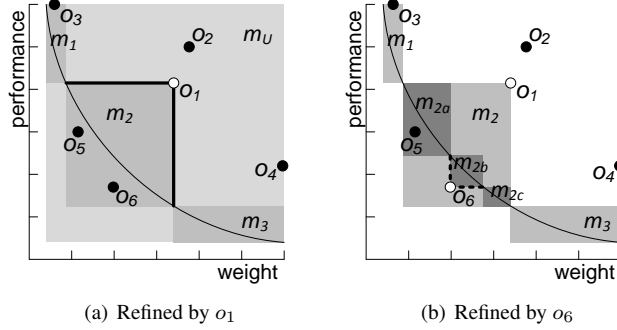 performance
o3
m1
o2
mU
o1
m2
o5
o6
o4
m3
weight
(a) Refined by o1
performance
o3
m1
o2
o1
m2a
m2
o5
m2b
o4
o6
m2c
m3
weight
(b) Refined by o6